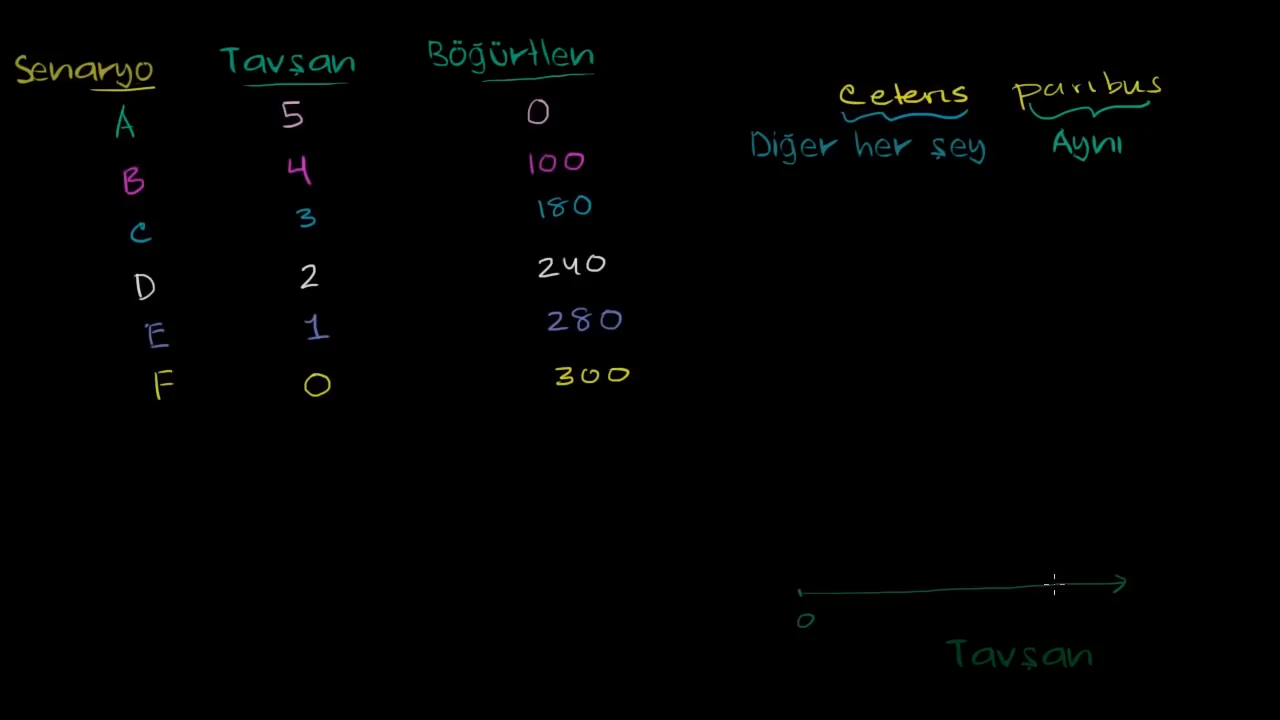 Senaryo Tavşan Böğürtlen
A 5 0
B 4 100
C 3 180
D 2 240
E 1 280
F 0 300
ceteris paribus
Diğer her şey Aynı
0
Tavşan